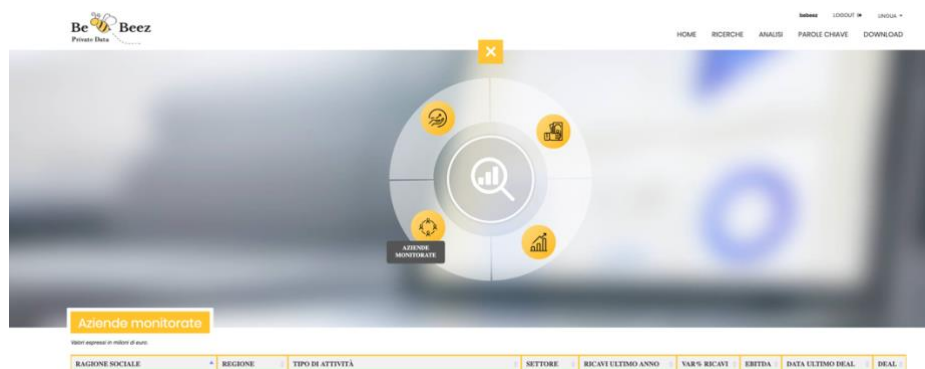 Be Beez
Private Data
bebeez LOGOUT LINGUA
HOME RICERCHE ANALISI PAROLE CHIAVE DOWNLOAD
AZIENDE
MONITORATE
Aziende monitorate
Valori espressi in milioni di euro.
RAGIONE SOCIALE REGIONE TIPO DI ATTIVITÀ SETTORE RICAVI ULTIMO ANNO VAR% RICAVI EBITDA DATA ULTIMO DEAL DEAL